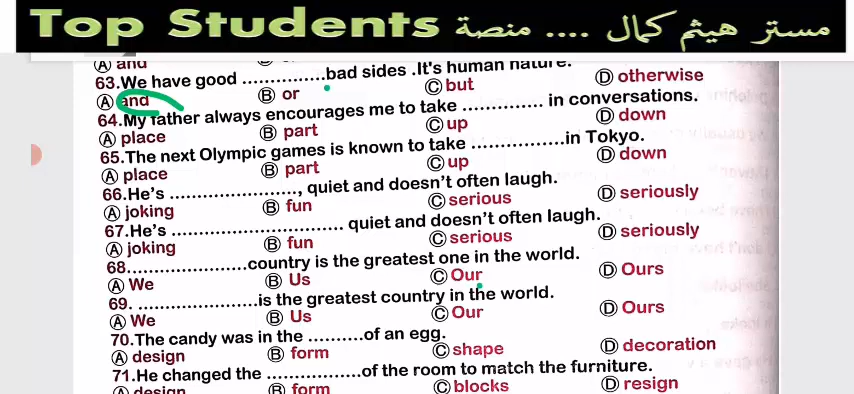 Top Students مستر هيثم كمال .... منصة
Ⓐ and
63.We have good ...............bad sides .It's human nature.
Ⓐ and Ⓑ or Ⓒ but Ⓓ otherwise
64.My father always encourages me to take .............. in conversations.
Ⓐ place Ⓑ part Ⓒ up Ⓓ down
65.The next Olympic games is known to take ................in Tokyo.
Ⓐ place Ⓑ part Ⓒ up Ⓓ down
66.He's ......................, quiet and doesn't often laugh.
Ⓐ joking Ⓑ fun Ⓒ serious Ⓓ seriously
67.He's .............................. quiet and doesn't often laugh.
Ⓐ joking Ⓑ fun Ⓒ serious Ⓓ seriously
68.....................country is the greatest one in the world.
Ⓐ We Ⓑ Us Ⓒ Our Ⓓ Ours
69. .....................is the greatest country in the world.
Ⓐ We Ⓑ Us Ⓒ Our Ⓓ Ours
70.The candy was in the ..........of an egg.
Ⓐ design Ⓑ form Ⓒ shape Ⓓ decoration
71.He changed the .................of the room to match the furniture.
Ⓐ design Ⓑ form Ⓒ blocks Ⓓ resign